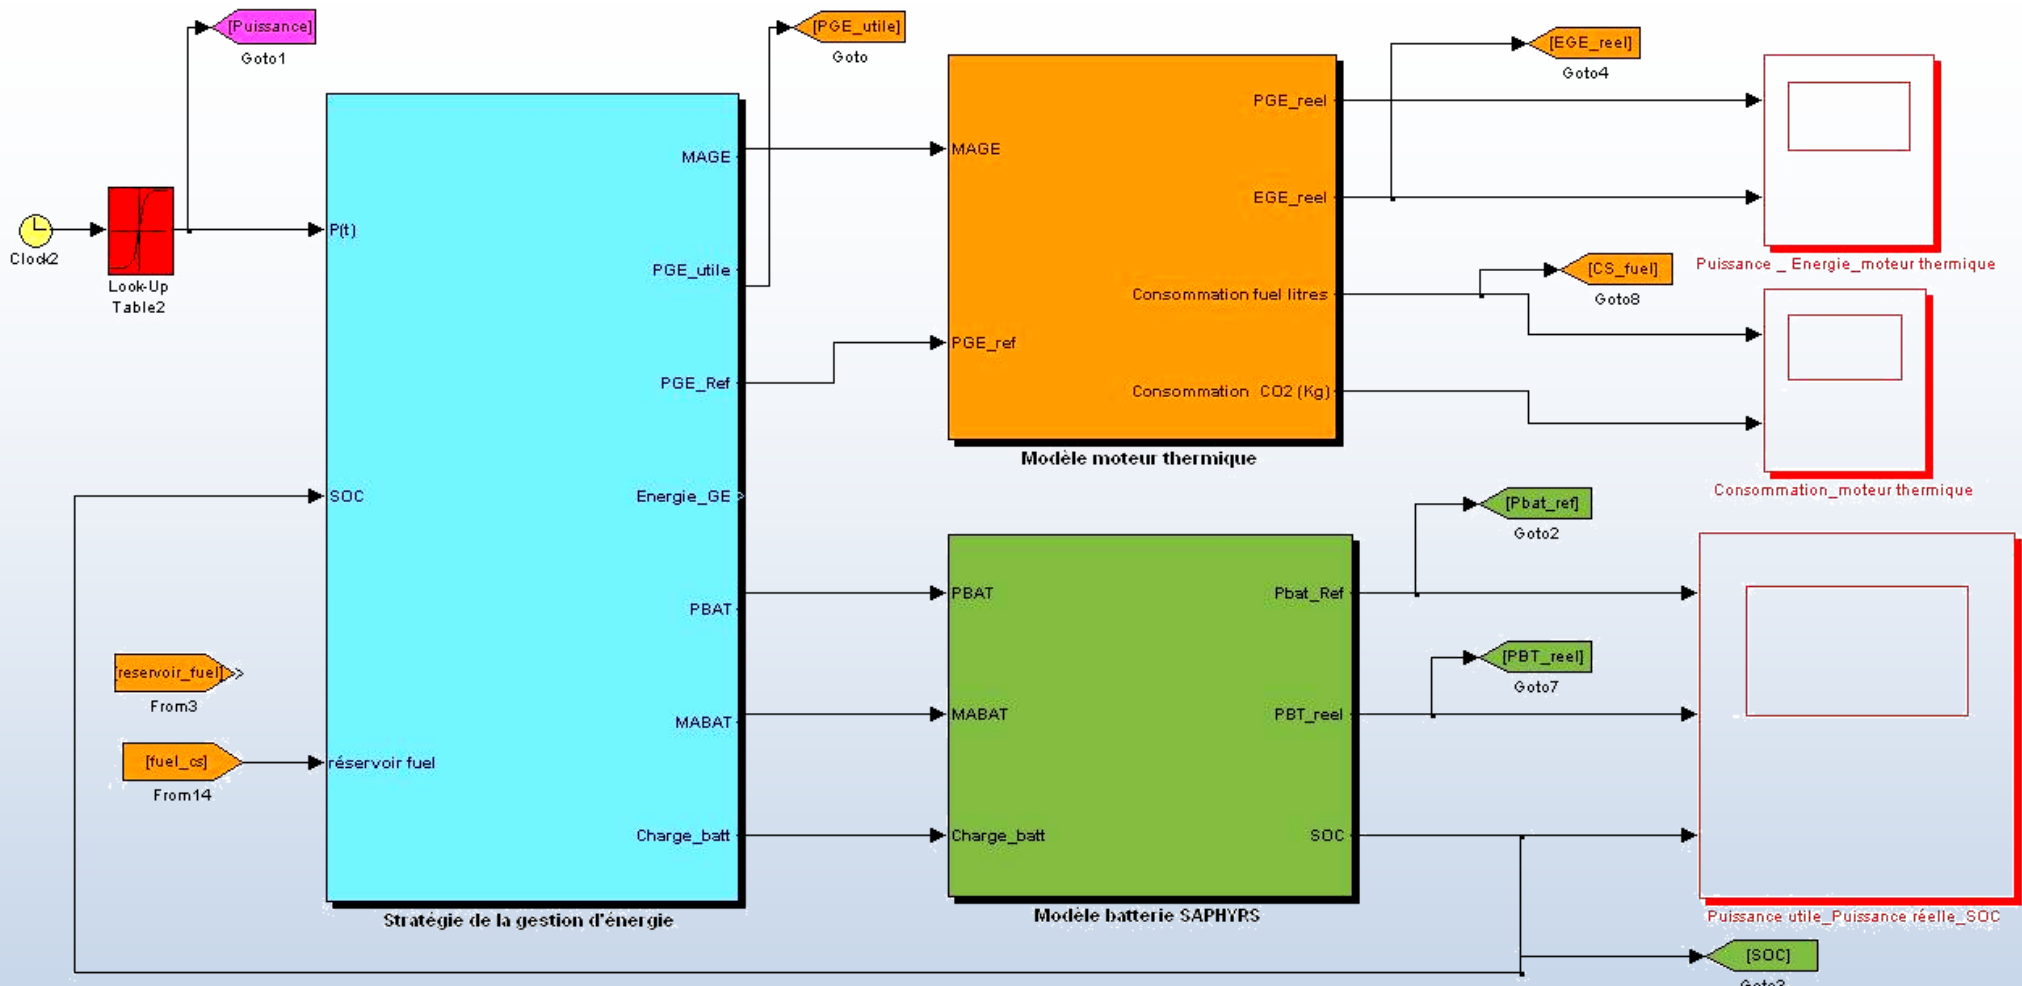 [Puissance]
Goto1
[PGE_utile]
Goto
[EGE_reel]
Goto4
Clock2
Look-Up
Table2
P(t)
SOC
réservoir fuel
MAGE
PGE_utile
PGE_Ref
Energie_GE
PBAT
MABAT
Charge_batt
Stratégie de la gestion d'énergie
[reservoir_fuel]
From3
[fuel_cs]
From14
MAGE
PGE_ref
PGE_reel
EGE_reel
Consommation fuel litres
Consommation CO2 (Kg)
Modèle moteur thermique
[CS_fuel]
Goto8
Puissance _ Energie_moteur thermique
Consommation_moteur thermique
PBAT
MABAT
Charge_batt
Pbat_Ref
PBT_reel
SOC
Modèle batterie SAPHYRS
[Pbat_ref]
Goto2
[PBT_reel]
Goto7
Puissance utile_Puissance réelle_SOC
[SOC]
Goto3